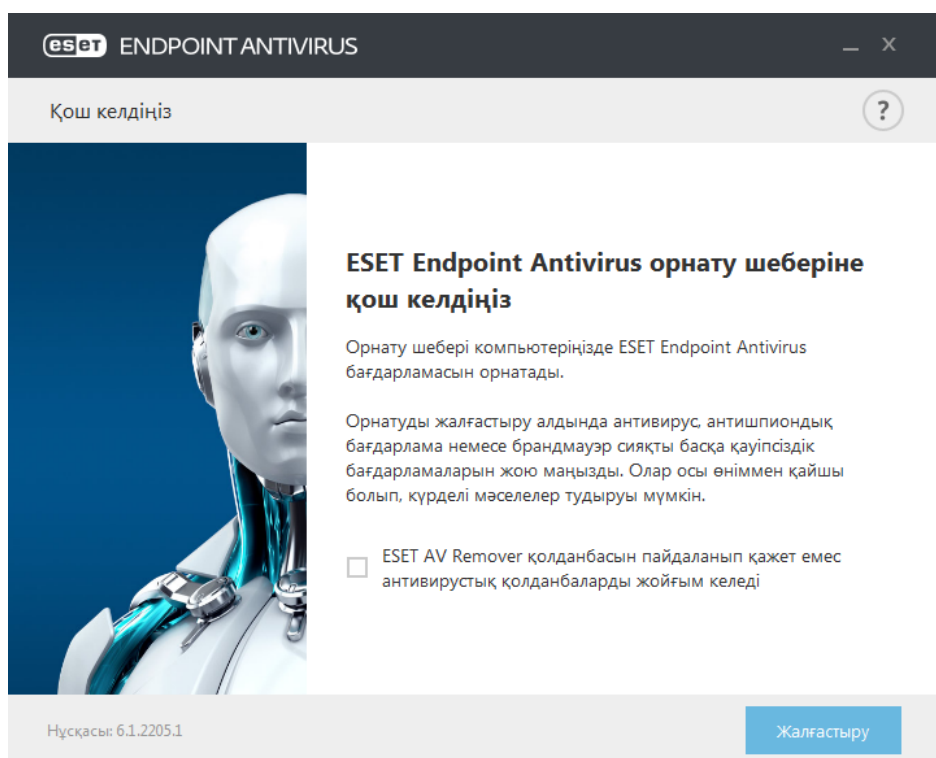 eset ENDPOINT ANTIVIRUS
Қош келдіңіз
?
ESET Endpoint Antivirus орнату шеберіне
қош келдіңіз
Орнату шебері компьютеріңізде ESET Endpoint Antivirus
бағдарламасын орнатады.
Орнатуды жалғастыру алдында антивирус, антишпиондық
бағдарлама немесе брандмауэр сияқты басқа қауіпсіздік
бағдарламаларын жою маңызды. Олар осы өніммен қайшы
болып, күрделі мәселелер тудыруы мүмкін.
ESET AV Remover қолданбасын пайдаланып қажет емес
антивирустық қолданбаларды жойғым келеді
Нұсқасы: 6.1.2205.1
Жалғастыру